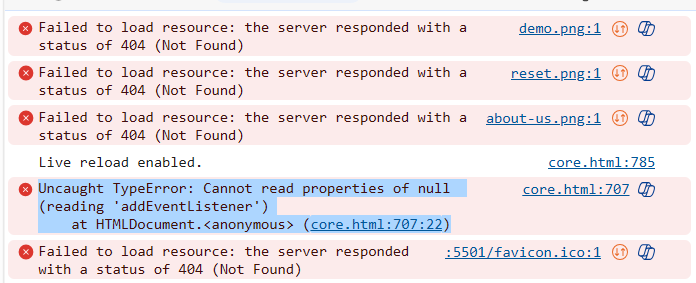 Failed to load resource: the server responded with a demo.png:1
status of 404 (Not Found)
Failed to load resource: the server responded with a reset.png:1
status of 404 (Not Found)
Failed to load resource: the server responded with a about-us.png:1
status of 404 (Not Found)
Live reload enabled. core.html:785
Uncaught TypeError: Cannot read properties of null core.html:707
(reading 'addEventListener')
at HTMLDocument.<anonymous> (core.html:707:22)
Failed to load resource: the server responded :5501/favicon.ico:1
with a status of 404 (Not Found)